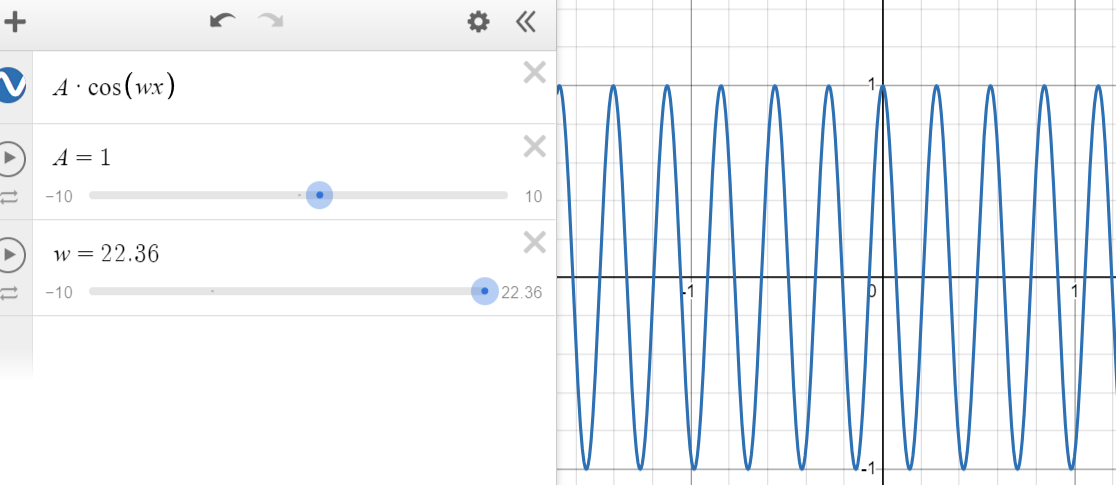 A · cos(wx)
A = 1
−10 10
w = 22.36
−10 22.36
1
-1 0 1
-1